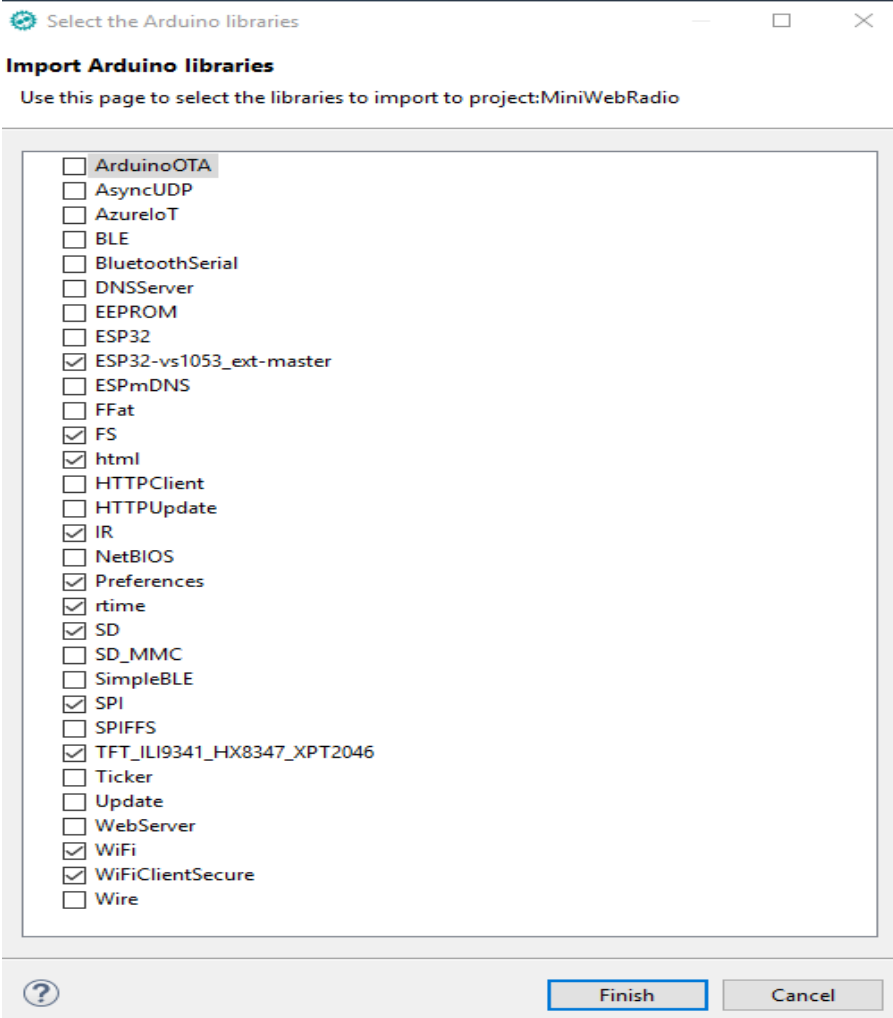 Select the Arduino libraries
Import Arduino libraries
Use this page to select the libraries to import to project:MiniWebRadio
ArduinoOTA
AsyncUDP
AzureIoT
BLE
BluetoothSerial
DNSServer
EEPROM
ESP32
ESP32-vs1053_ext-master
ESPmDNS
FFat
FS
html
HTTPClient
HTTPUpdate
IR
NetBIOS
Preferences
rtime
SD
SD_MMC
SimpleBLE
SPI
SPIFFS
TFT_ILI9341_HX8347_XPT2046
Ticker
Update
WebServer
WiFi
WiFiClientSecure
Wire
? Finish Cancel